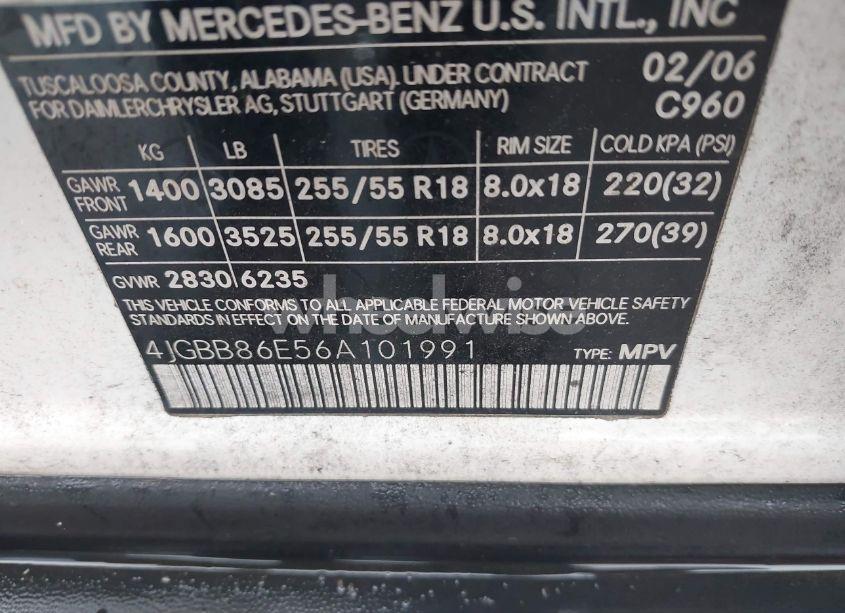 MFD BY MERCEDES-BENZ U.S. INTL., INC
TUSCALOOSA COUNTY, ALABAMA (USA). UNDER CONTRACT 02/06
FOR DAIMLERCHRYSLER AG, STUTTGART (GERMANY) C960
KG LB TIRES RIM SIZE COLD KPA (PSI)
GAWR FRONT 1400 3085 255/55 R18 8.0x18 220(32)
GAWR REAR 1600 3525 255/55 R18 8.0x18 270(39)
GVWR 2830 6235
THIS VEHICLE CONFORMS TO ALL APPLICABLE FEDERAL MOTOR VEHICLE SAFETY
STANDARDS IN EFFECT ON THE DATE OF MANUFACTURE SHOWN ABOVE.
4JGBB86E56A101991 TYPE: MPV